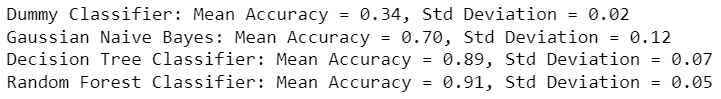 Dummy Classifier: Mean Accuracy = 0.34, Std Deviation = 0.02
Gaussian Naive Bayes: Mean Accuracy = 0.70, Std Deviation = 0.12
Decision Tree Classifier: Mean Accuracy = 0.89, Std Deviation = 0.07
Random Forest Classifier: Mean Accuracy = 0.91, Std Deviation = 0.05